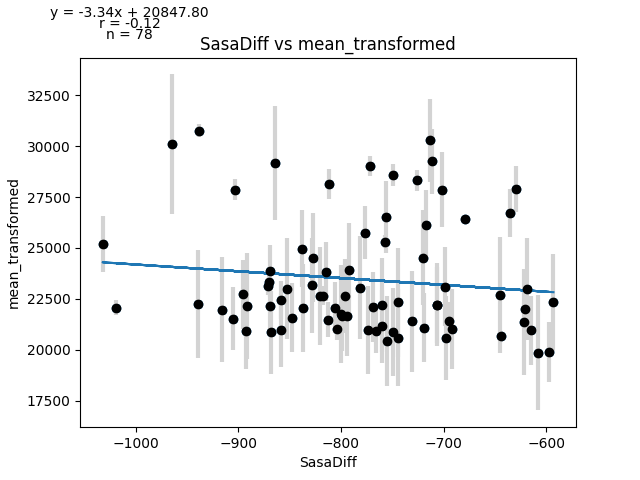 y = -3.34x + 20847.80
r = -0.12
n = 78
SasaDiff vs mean_transformed
32500
30000
27500
25000
22500
20000
17500
mean_transformed
−1000 −900 −800 −700 −600
SasaDiff